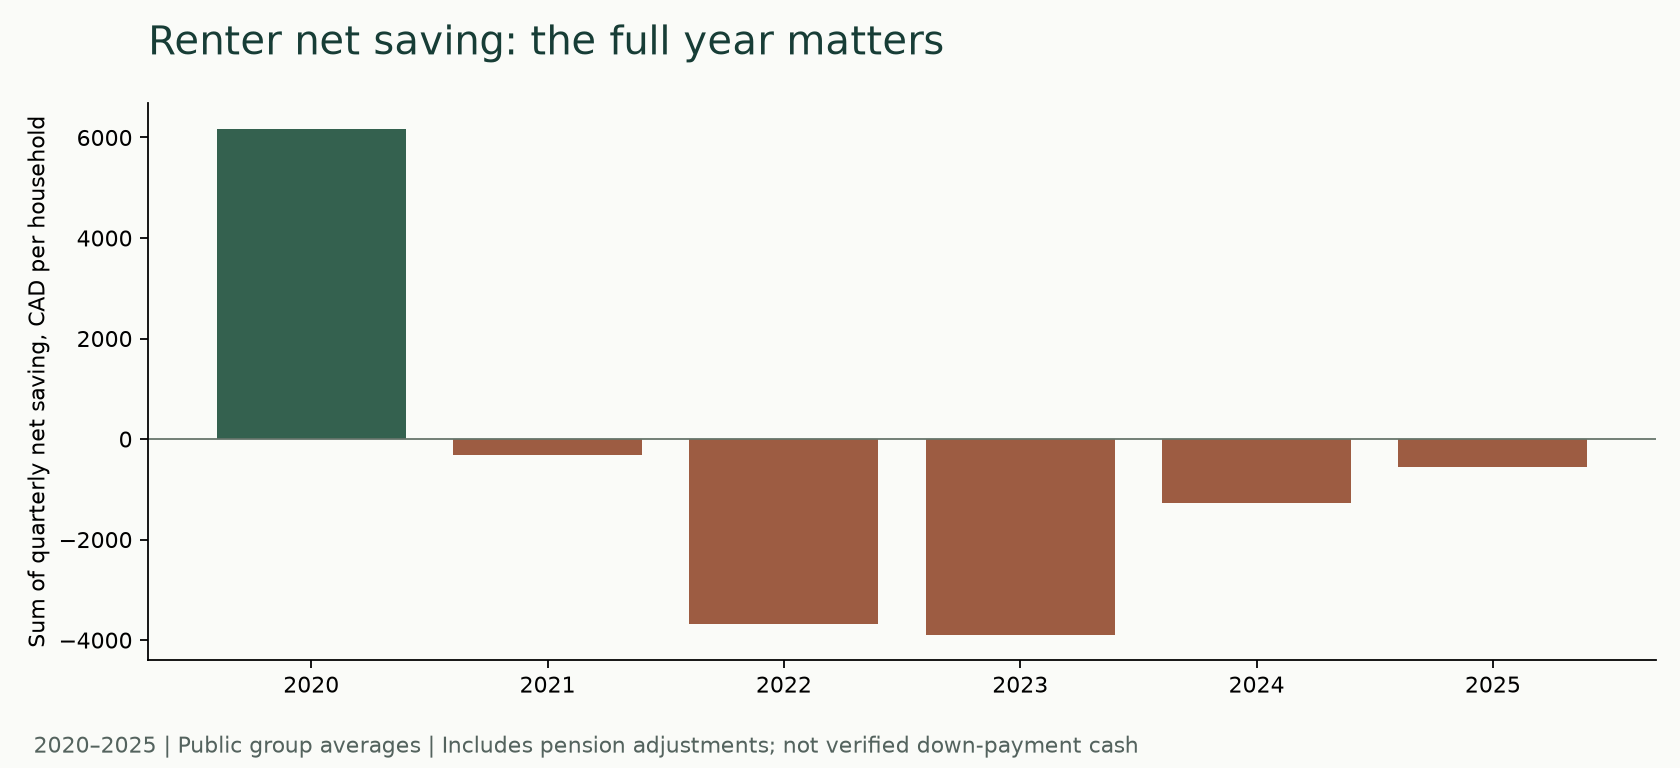 Renter net saving: the full year matters
Sum of quarterly net saving, CAD per household
6000
4000
2000
0
−2000
−4000
2020 2021 2022 2023 2024 2025
2020–2025 | Public group averages | Includes pension adjustments; not verified down-payment cash